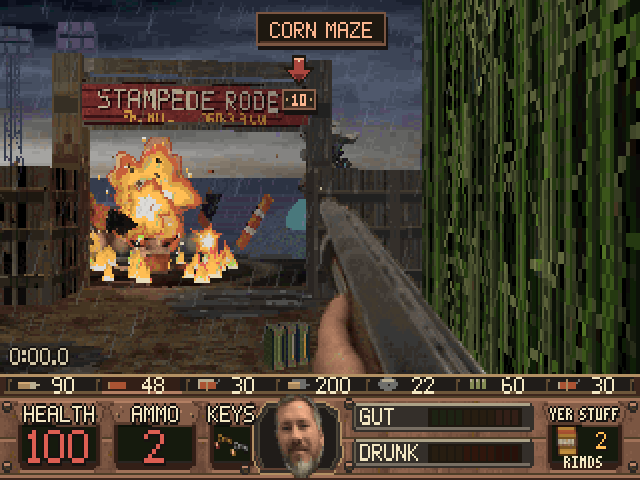 CORN MAZE
STAMPEDE RODE
·10·
0:00.0
90 48 30 200 22 60 30
HEALTH AMMO KEYS GUT YER STUFF
100 2 2
DRUNK RINDS